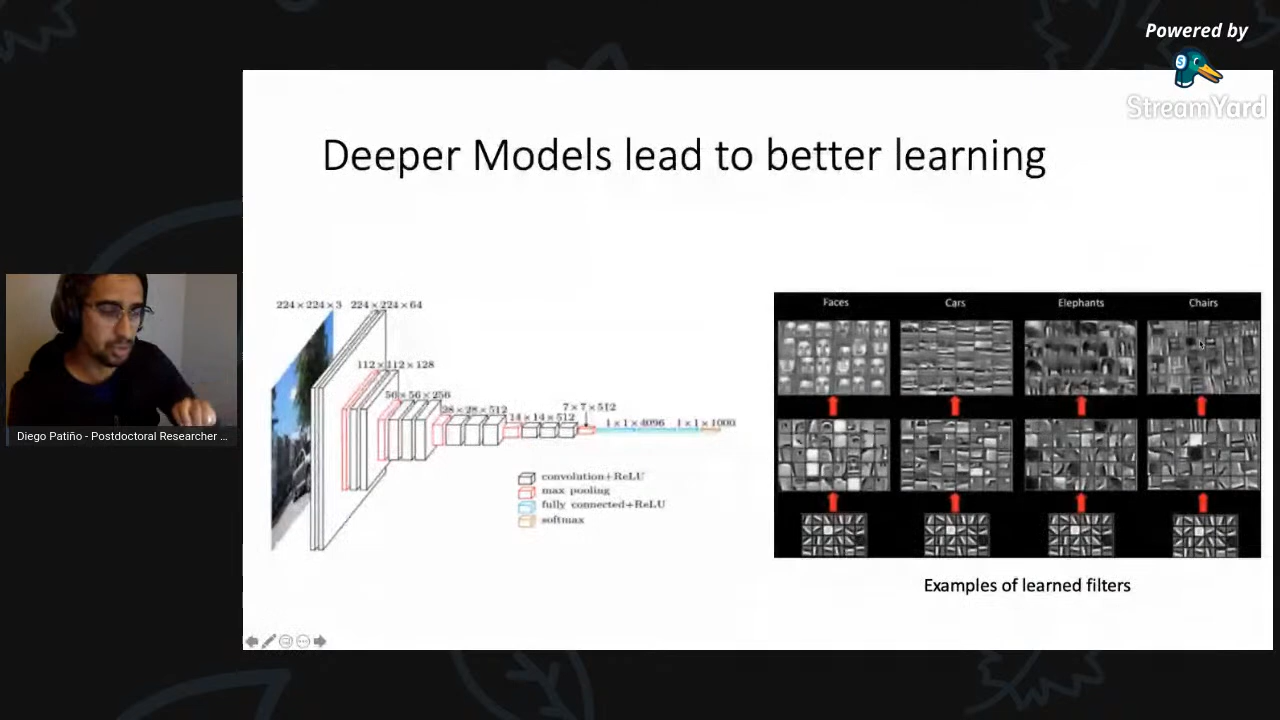 Powered by
StreamYard
Deeper Models lead to better learning
224×224×3 224×224×64
112×112×128
56×56×256
28×28×512
14×14×512
7×7×512
1×1×4096 1×1×1000
convolution+ReLU
max pooling
fully connected+ReLU
softmax
Faces Cars Elephants Chairs
Examples of learned filters
Diego Patiño - Postdoctoral Researcher ...